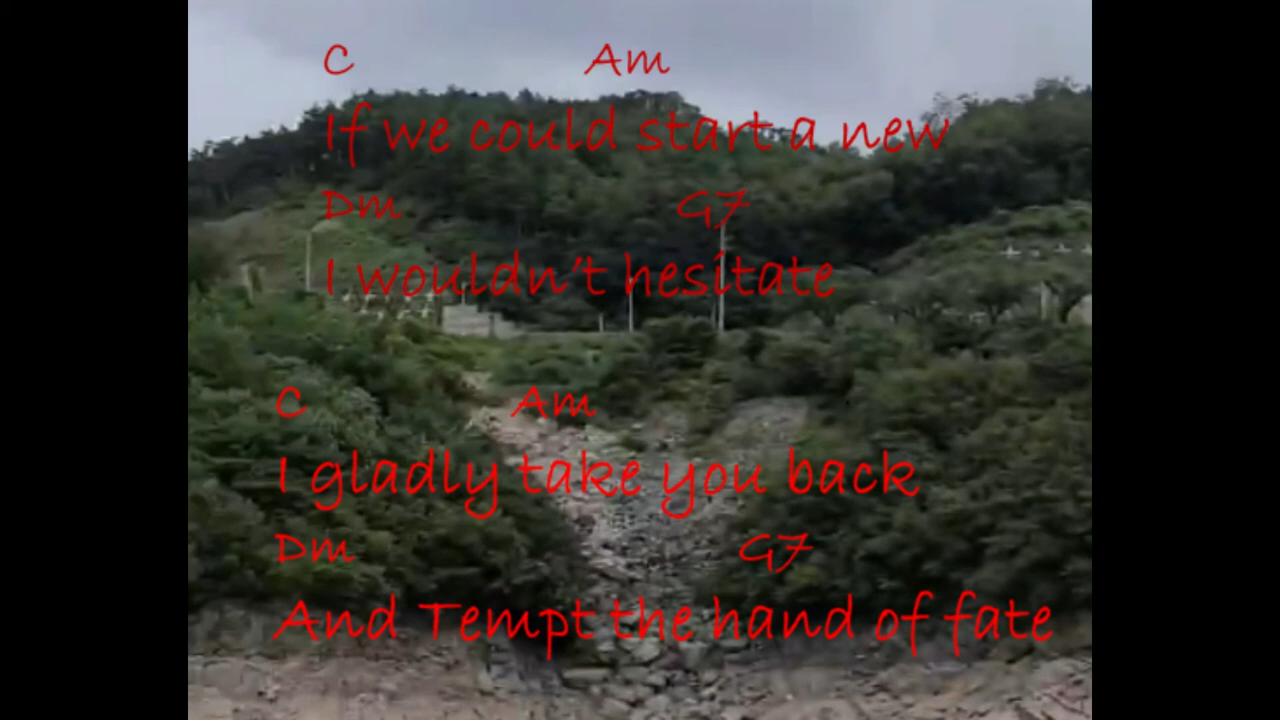 C Am
If we could start a new
Dm G7
I wouldn't hesitate
C Am
I gladly take you back
Dm G7
And Tempt the hand of fate